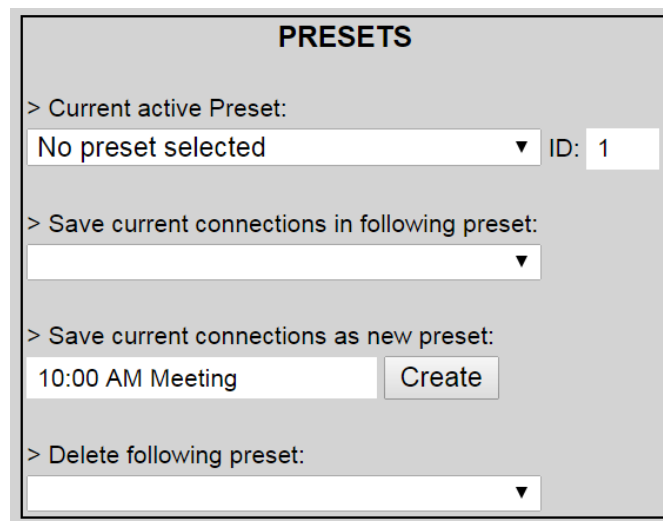 PRESETS
> Current active Preset:
No preset selected ▼ ID: 1
> Save current connections in following preset:
▼
> Save current connections as new preset:
10:00 AM Meeting Create
> Delete following preset:
▼